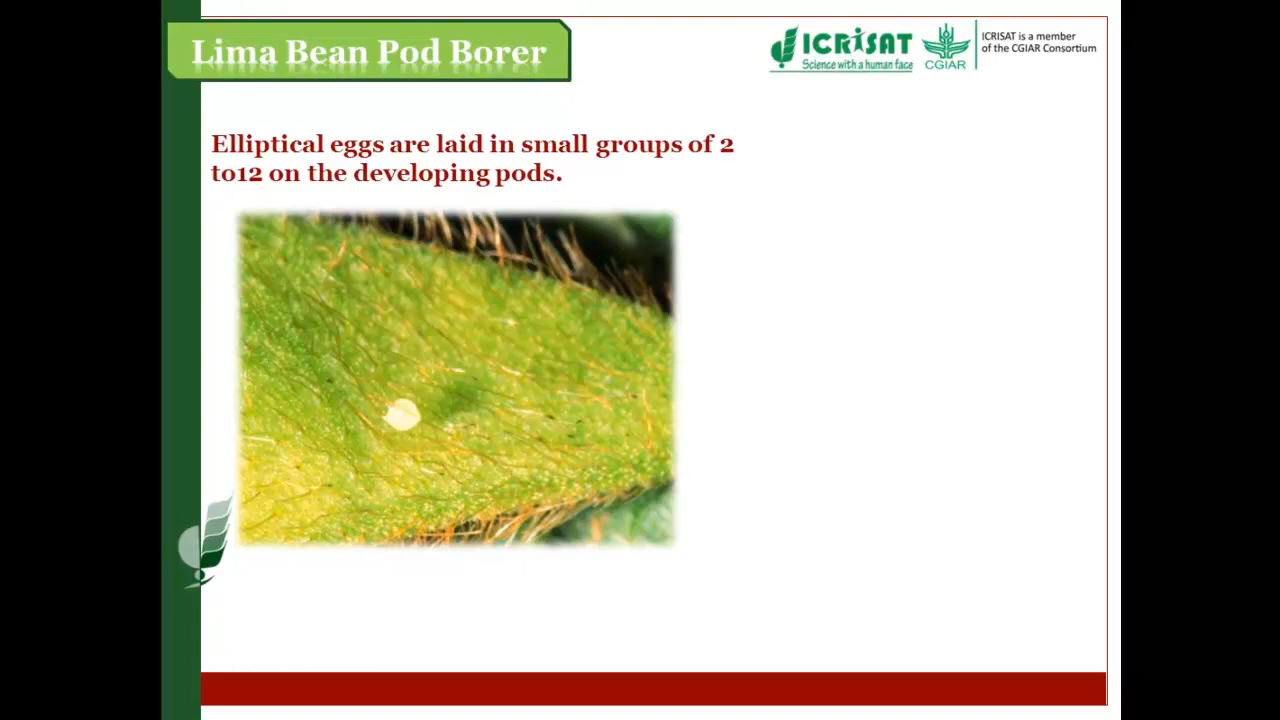 Lima Bean Pod Borer
ICRISAT
Science with a human face
CGIAR
ICRISAT is a member
of the CGIAR Consortium
Elliptical eggs are laid in small groups of 2
to12 on the developing pods.